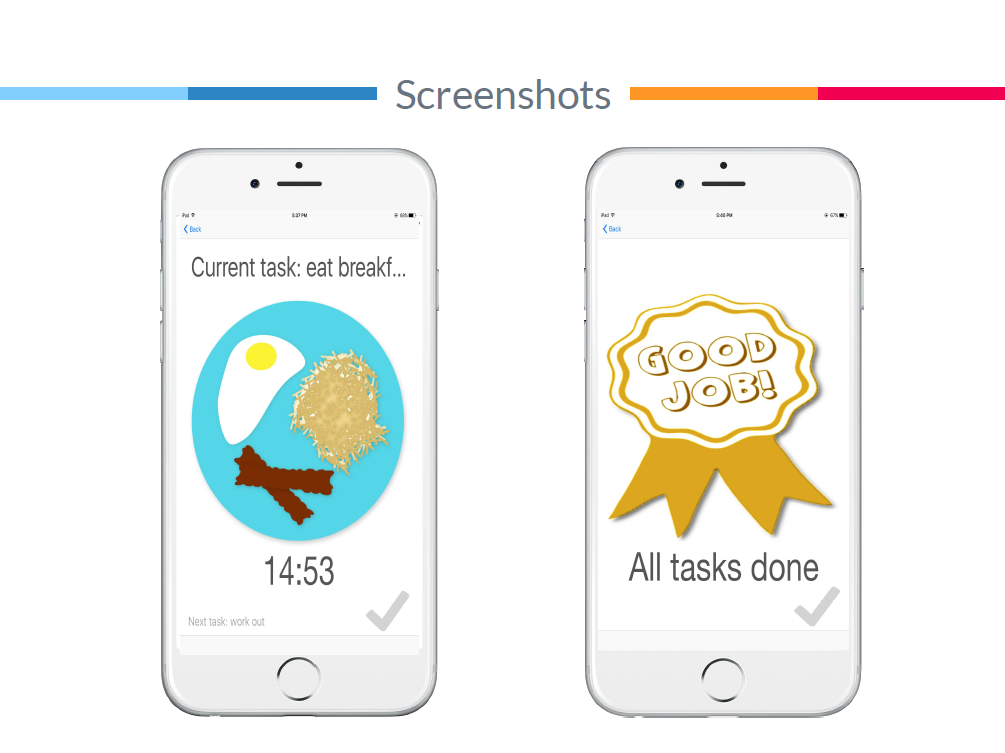 Screenshots
iPad 5:37 PM 68%
Back
Current task: eat breakf...
14:53
Next task: work out
iPad 5:46 PM 67%
Back
GOOD
JOB!
All tasks done